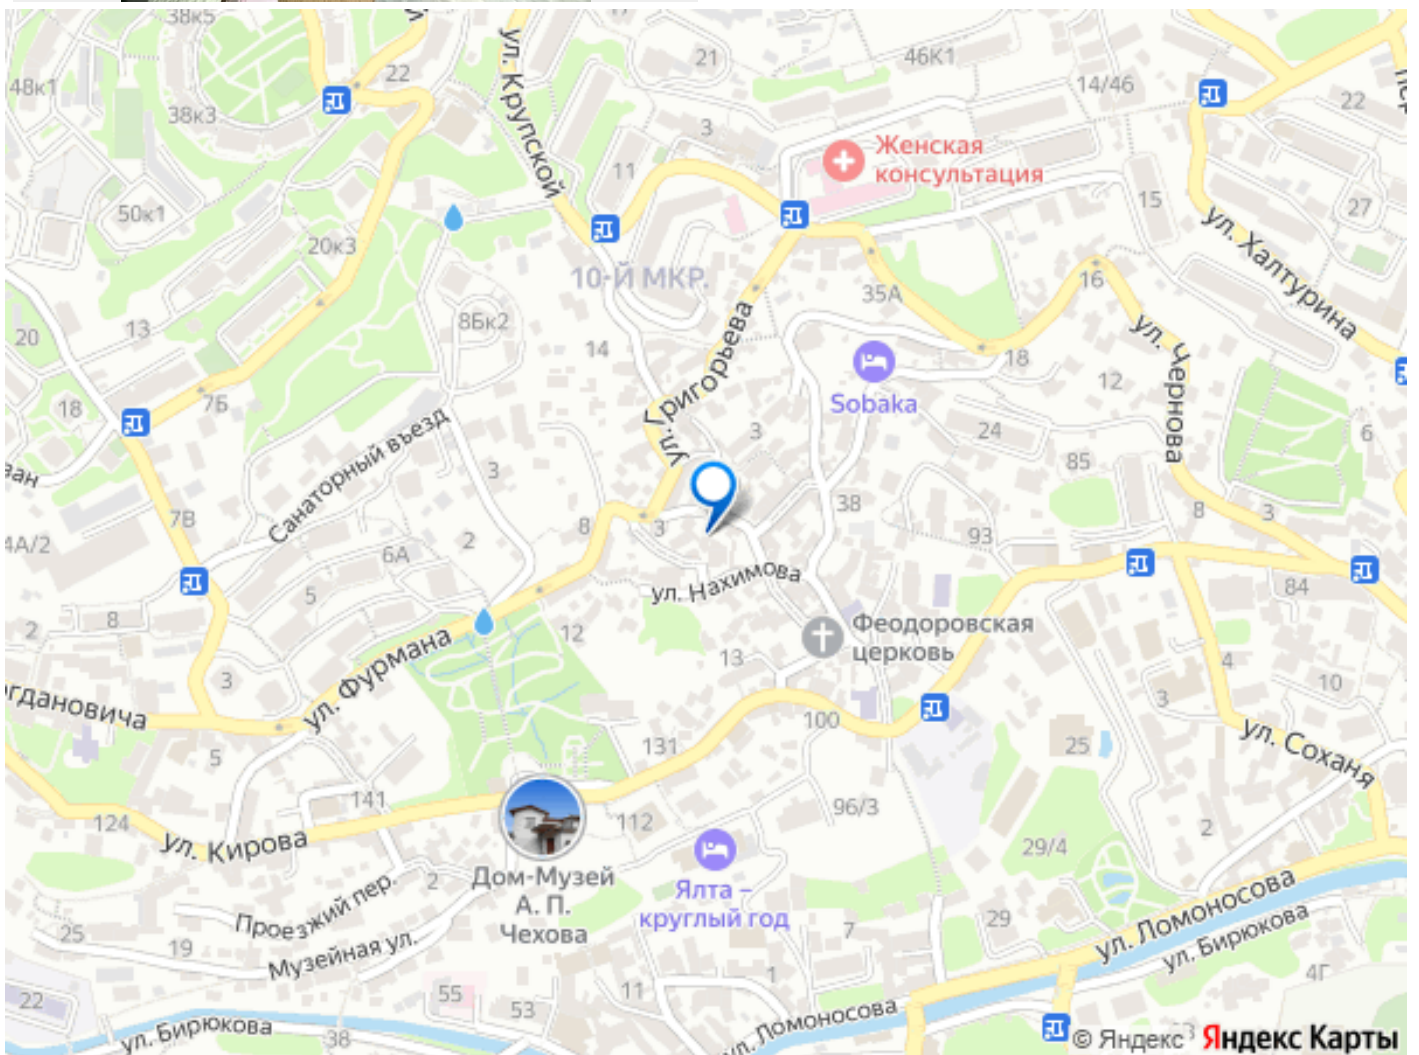 38к5
22
ул. Крупской
17
21
46К1
14/46
22
48к1
38к3
3
Женская
консультация
11
15
27
50к1
20к3
ул. Халтурина
10-Й МКР.
35А
16
20
13
8Бк2
ул. Чернова
14
ул. Григорьева
18
12
Sobaka
18
7Б
3
24
6
Санаторный въезд
3
85
38
7В
8
3
8
3
4А/2
6А
2
93
5
ул. Нахимова
84
8
2
12
Феодоровская
церковь
13
ул. Фурмана
4
3
3
10
огдановича
100
131
5
25
ул. Соханя
141
96/3
124
112
2
ул. Кирова
29/4
Дом-Музей
А. П.
Чехова
2
Ялта –
круглый год
ул. Ломоносова
Проезжий пер.
29
7
ул. Бирюкова
25
19
Музейная ул.
1
4Г
22
55
11
53
ул. Ломоносова
ул. Бирюкова
38
© Яндекс
Яндекс Карты